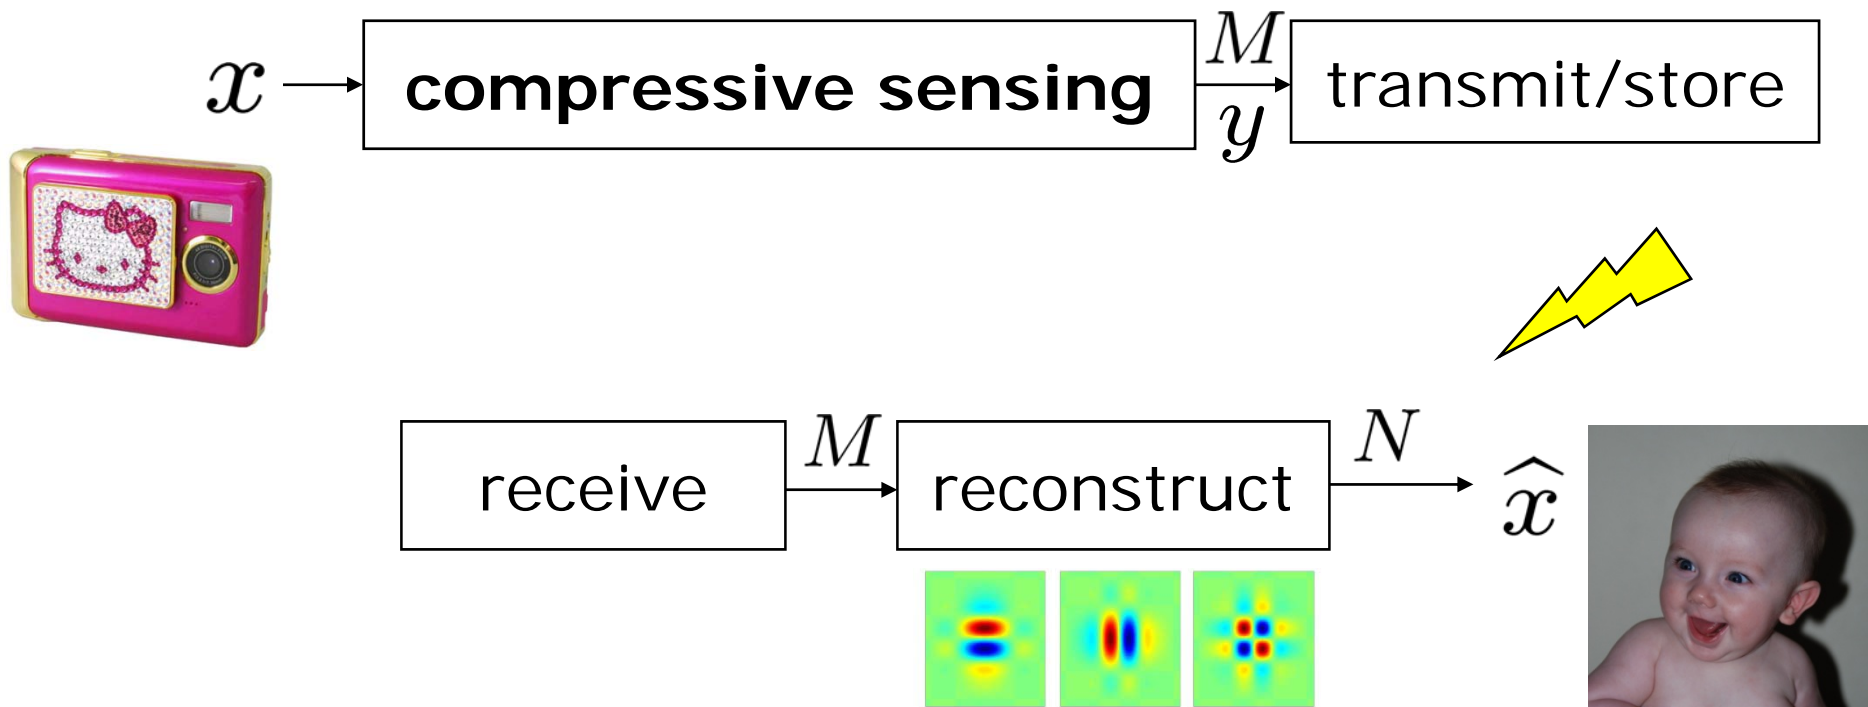 x compressive sensing M transmit/store
y
receive M reconstruct N x̂